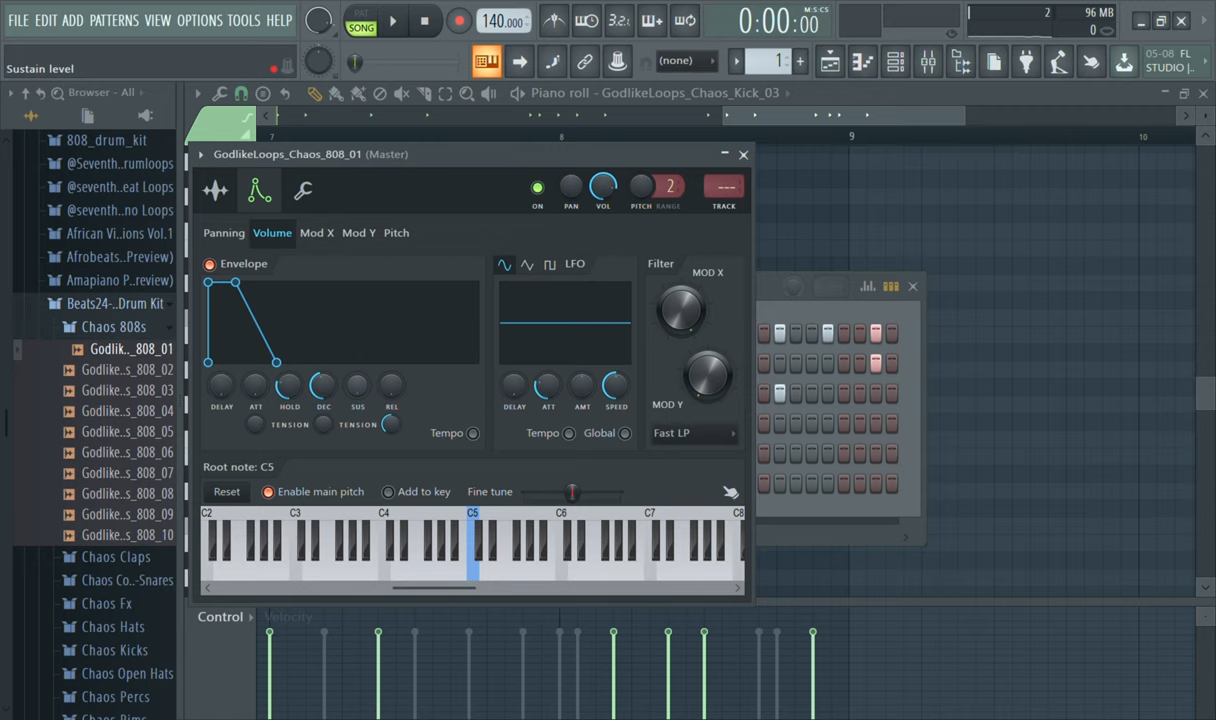 FILE EDIT ADD PATTERNS VIEW OPTIONS TOOLS HELP
PAT
SONG
140.000
3.2
0:00:00
M:S:CS
2
96 MB
0
Sustain level
(none)
1
05-08 FL
STUDIO |..
Browser - All
Piano roll - GodlikeLoops_Chaos_Kick_03
7
8
9
10
808_drum_kit
@Seventh..rumloops
@seventh..eat Loops
@seventh..no Loops
African Vi..ions Vol.1
Afrobeats..Preview)
Amapiano P..review)
Beats24-..Drum Kit
Chaos 808s
Godlik.._808_01
Godlike..s_808_02
Godlike..s_808_03
Godlike..s_808_04
Godlike..s_808_05
Godlike..s_808_06
Godlike..s_808_07
Godlike..s_808_08
Godlike..s_808_09
Godlike..s_808_10
Chaos Claps
Chaos Co..-Snares
Chaos Fx
Chaos Hats
Chaos Kicks
Chaos Open Hats
Chaos Percs
GodlikeLoops_Chaos_808_01 (Master)
2
---
ON PAN VOL PITCH RANGE TRACK
Panning Volume Mod X Mod Y Pitch
Envelope
LFO
Filter
MOD X
DELAY ATT HOLD DEC SUS REL
DELAY ATT AMT SPEED
MOD Y
TENSION TENSION
Tempo
Tempo Global
Fast LP
Root note: C5
Reset
Enable main pitch
Add to key
Fine tune
C2 C3 C4 C5 C6 C7 C8
Control
Velocity